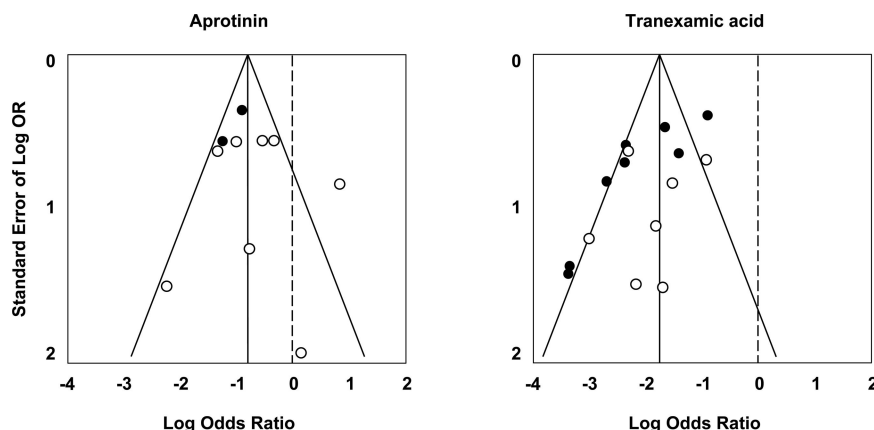 Aprotinin
Tranexamic acid
Standard Error of Log OR
0
1
2
-4 -3 -2 -1 0 1 2
Log Odds Ratio
0
1
2
-4 -3 -2 -1 0 1 2
Log Odds Ratio